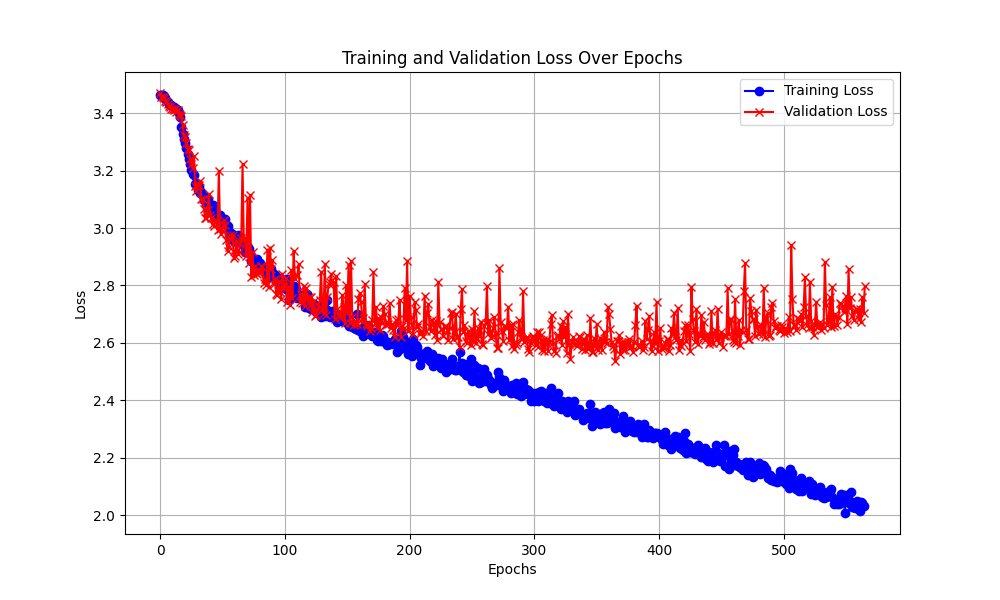 Training and Validation Loss Over Epochs
Training Loss
Validation Loss
Loss
3.4
3.2
3.0
2.8
2.6
2.4
2.2
2.0
0
100
200
300
400
500
Epochs